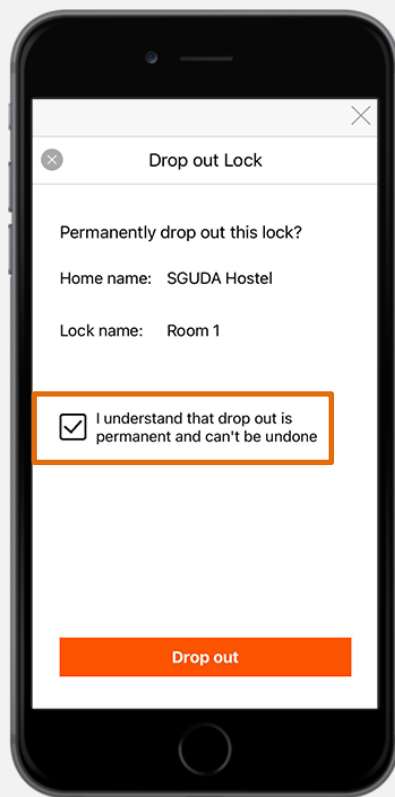 Drop out Lock
Permanently drop out this lock?
Home name: SGUDA Hostel
Lock name: Room 1
I understand that drop out is
permanent and can't be undone
Drop out